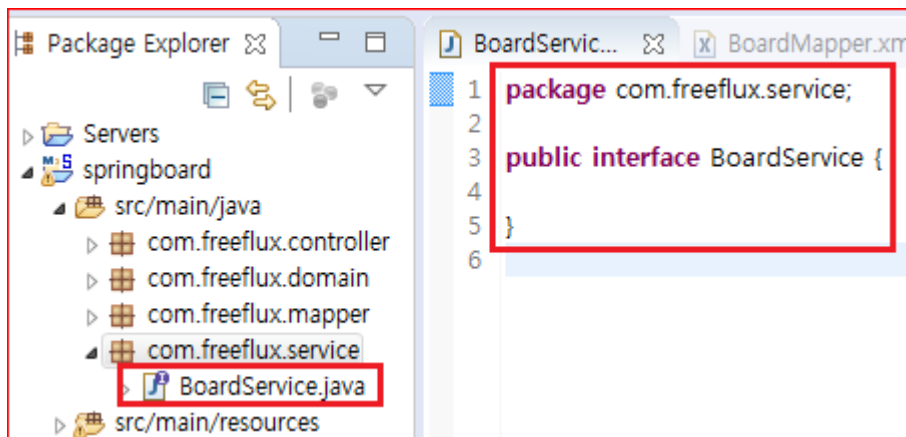 Package Explorer
Servers
springboard
src/main/java
com.freeflux.controller
com.freeflux.domain
com.freeflux.mapper
com.freeflux.service
BoardService.java
src/main/resources
BoardServic...
BoardMapper.xm
1 package com.freeflux.service;
2
3 public interface BoardService {
4
5 }
6